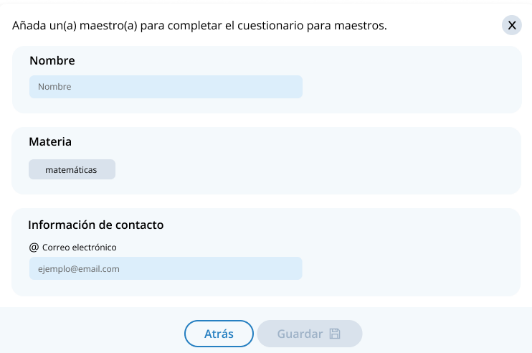 Añada un(a) maestro(a) para completar el cuestionario para maestros.
X
Nombre
Nombre
Materia
matemáticas
Información de contacto
@ Correo electrónico
ejemplo@email.com
Atrás
Guardar